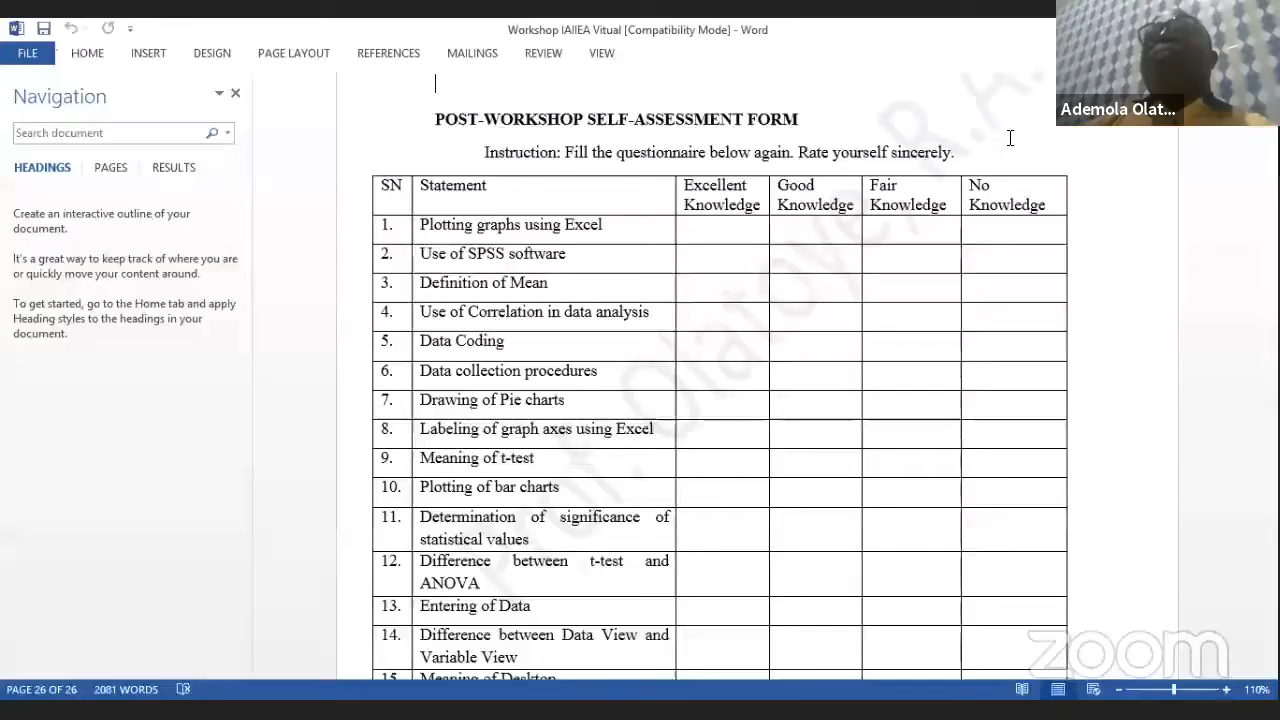 Workshop IAIIEA Vitual [Compatibility Mode] - Word
FILE HOME INSERT DESIGN PAGE LAYOUT REFERENCES MAILINGS REVIEW VIEW
Ademola Olat...
Navigation
Search document
HEADINGS PAGES RESULTS
Create an interactive outline of your
document.
It's a great way to keep track of where you are
or quickly move your content around.
To get started, go to the Home tab and apply
Heading styles to the headings in your
document.
POST-WORKSHOP SELF-ASSESSMENT FORM
Instruction: Fill the questionnaire below again. Rate yourself sincerely.
SN Statement Excellent Knowledge Good Knowledge Fair Knowledge No Knowledge
1. Plotting graphs using Excel
2. Use of SPSS software
3. Definition of Mean
4. Use of Correlation in data analysis
5. Data Coding
6. Data collection procedures
7. Drawing of Pie charts
8. Labeling of graph axes using Excel
9. Meaning of t-test
10. Plotting of bar charts
11. Determination of significance of
statistical values
12. Difference between t-test and
ANOVA
13. Entering of Data
14. Difference between Data View and
Variable View
15. Meaning of Desktop
Prof. Olatoye, R.A.
zoom
PAGE 26 OF 26 2081 WORDS 110%